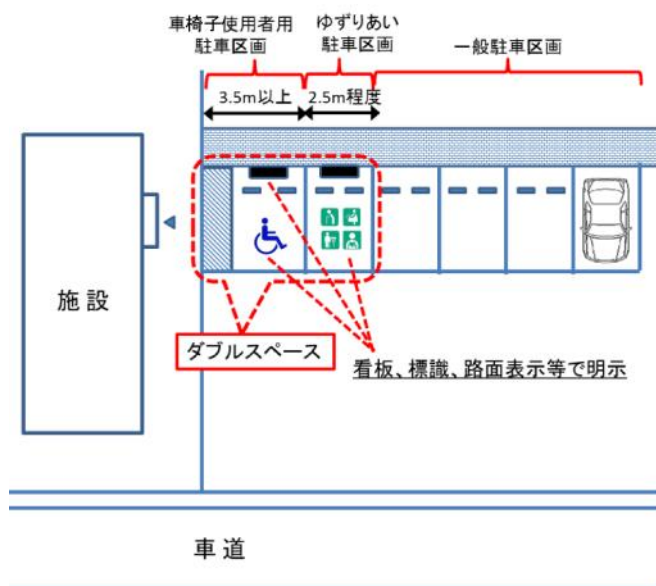 車椅子使用者用
駐車区画
ゆずりあい
駐車区画
一般駐車区画
3.5m以上
2.5m程度
施設
ダブルスペース
看板、標識、路面表示等で明示
車道